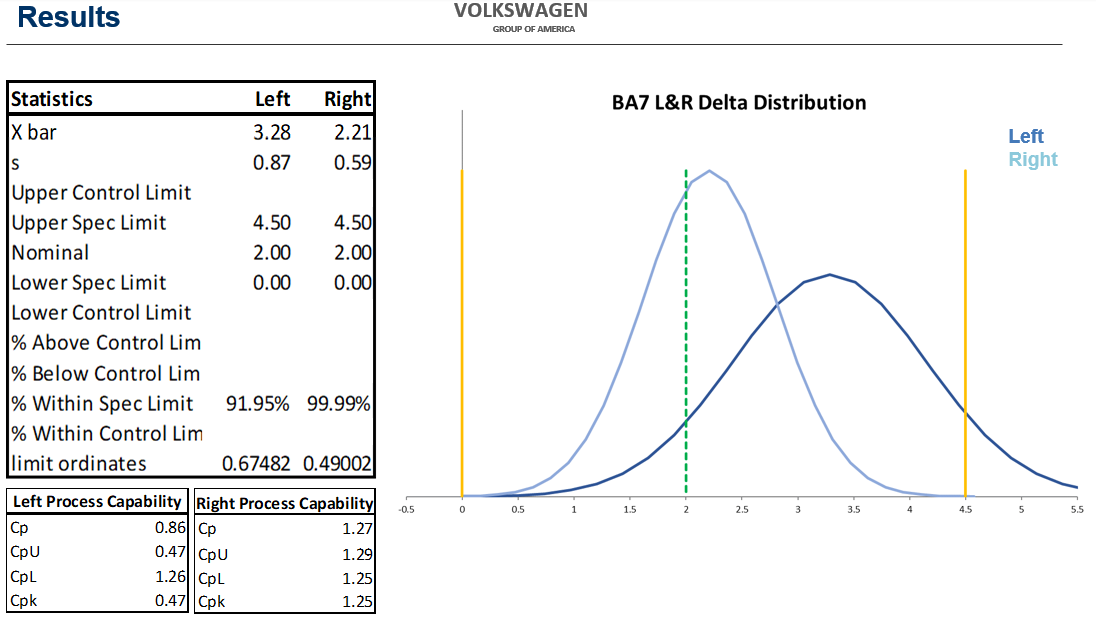 Results
VOLKSWAGEN
GROUP OF AMERICA
Statistics Left Right
X bar 3.28 2.21
s 0.87 0.59
Upper Control Limit
Upper Spec Limit 4.50 4.50
Nominal 2.00 2.00
Lower Spec Limit 0.00 0.00
Lower Control Limit
% Above Control Lim
% Below Control Lim
% Within Spec Limit 91.95% 99.99%
% Within Control Lim
limit ordinates 0.67482 0.49002
Left Process Capability
Cp 0.86
CpU 0.47
CpL 1.26
Cpk 0.47
Right Process Capability
Cp 1.27
CpU 1.29
CpL 1.25
Cpk 1.25
BA7 L&R Delta Distribution
Left
Right
-0.5 0 0.5 1 1.5 2 2.5 3 3.5 4 4.5 5 5.5